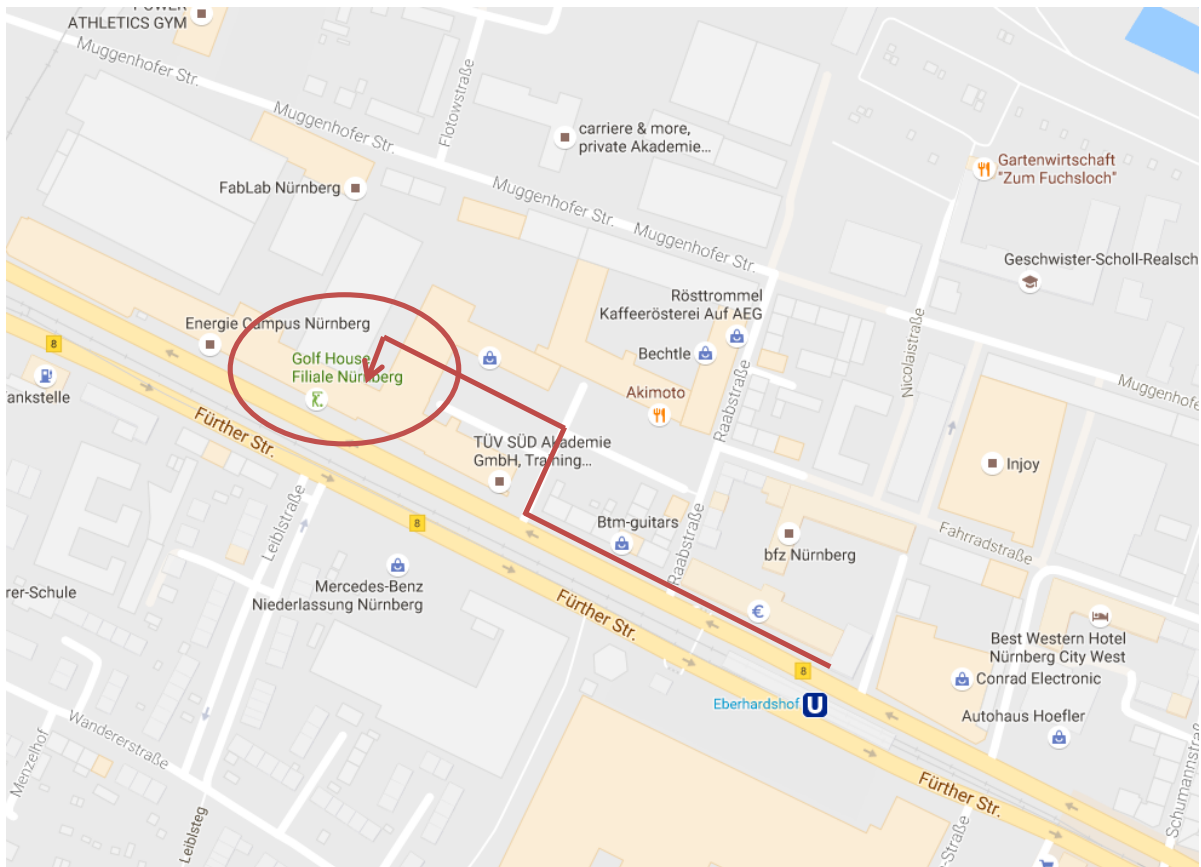 POWER
ATHLETICS GYM
Muggenhofer Str.
Muggenhofer Str.
Flotowstraße
carriere & more,
private Akademie...
FabLab Nürnberg
Muggenhofer Str.
Muggenhofer Str.
Gartenwirtschaft
"Zum Fuchsloch"
Geschwister-Scholl-Realsch
Rösttrommel
Kaffeerösterei Auf AEG
Energie Campus Nürnberg
Bechtle
8
Golf House
Filiale Nürnberg
Nicolaistraße
Muggenhofe
ankstelle
Akimoto
Raabstraße
Fürther Str.
TÜV SÜD Akademie
GmbH, Training...
Injoy
Leiblstraße
8
Btm-guitars
Raabstraße
bfz Nürnberg
Fahrradstraße
rer-Schule
Mercedes-Benz
Niederlassung Nürnberg
Fürther Str.
€
Best Western Hotel
Nürnberg City West
8
Conrad Electronic
Eberhardshof
U
Autohaus Hoefler
Wandererstraße
Menzelhof
Schumannstraß
Fürther Str.
Leiblsteg
-Straße